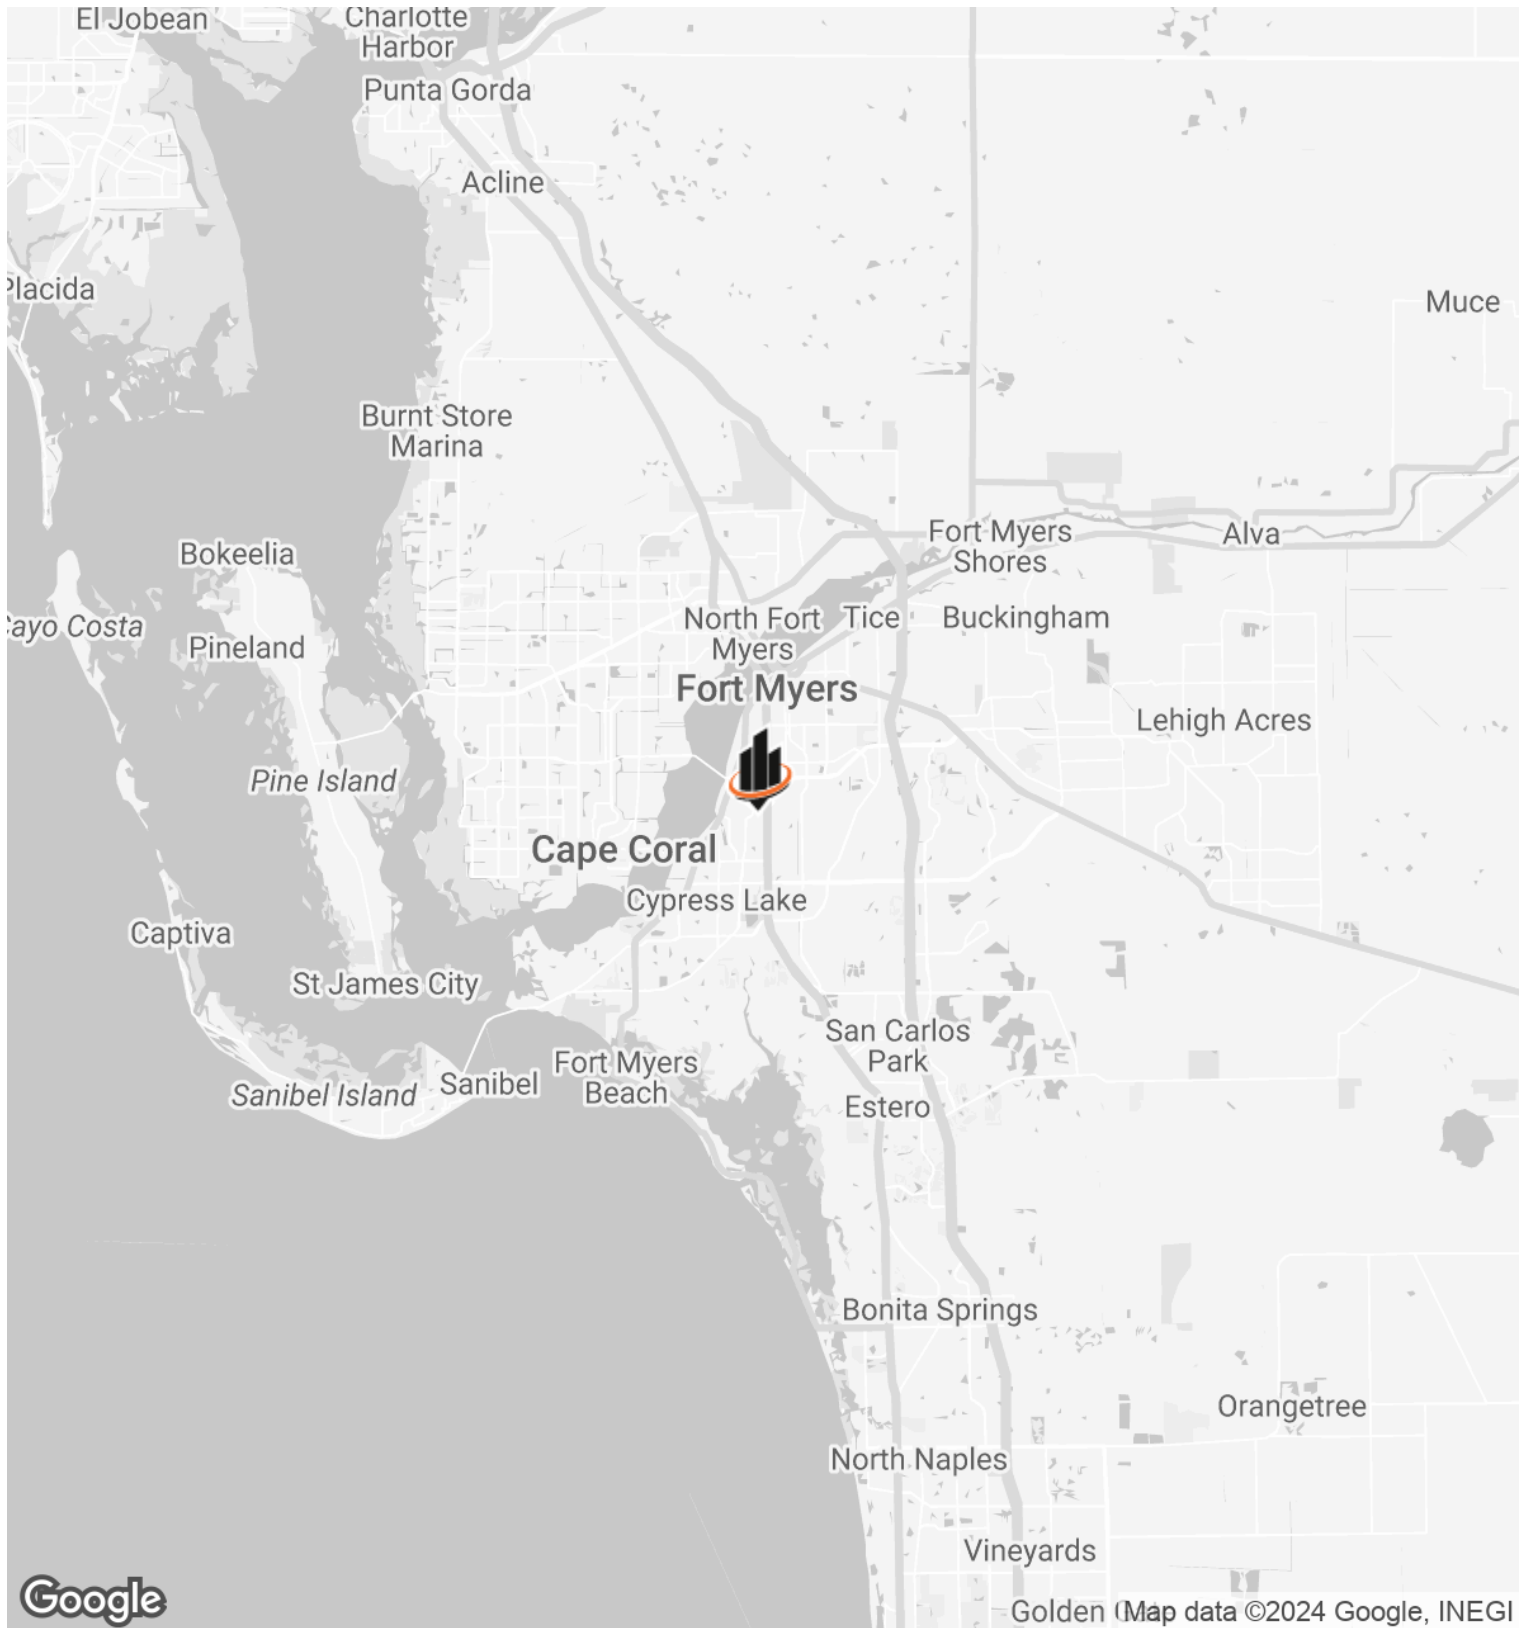 El Jobean
Charlotte
Harbor
Punta Gorda
Acline
Placida
Muce
Burnt Store
Marina
Fort Myers
Shores
Alva
Bokeelia
Cayo Costa
North Fort
Myers
Tice
Buckingham
Pineland
Fort Myers
Lehigh Acres
Pine Island
Cape Coral
Cypress Lake
Captiva
St James City
San Carlos
Park
Fort Myers
Beach
Sanibel
Sanibel Island
Estero
Bonita Springs
Orangetree
North Naples
Vineyards
Google
Golden
Map data ©2024 Google, INEGI